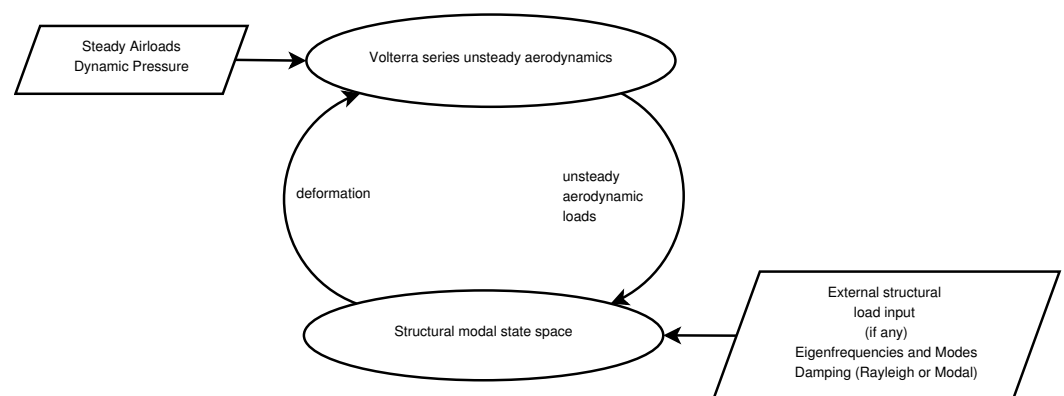 Steady Airloads
Dynamic Pressure
Volterra series unsteady aerodynamics
deformation
unsteady
aerodynamic
loads
Structural modal state space
External structural
load input
(if any)
Eigenfrequencies and Modes
Damping (Rayleigh or Modal)